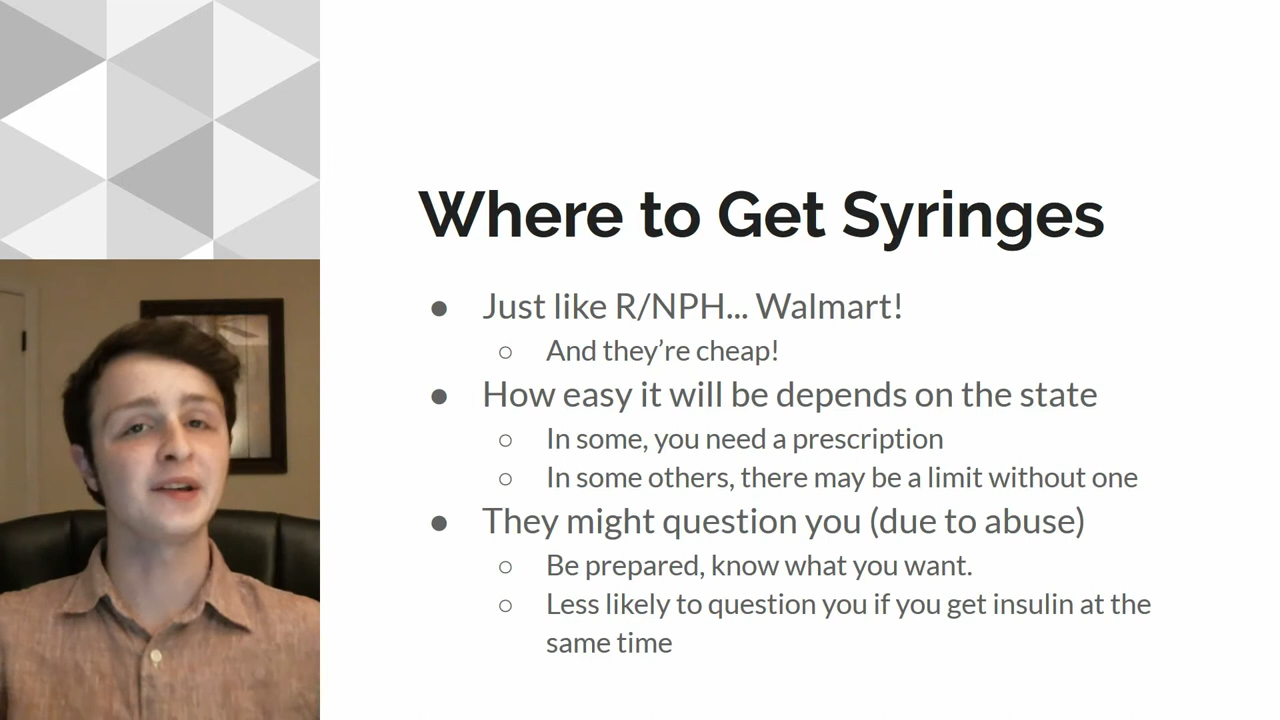 Where to Get Syringes
● Just like R/NPH... Walmart!
○ And they’re cheap!
● How easy it will be depends on the state
○ In some, you need a prescription
○ In some others, there may be a limit without one
● They might question you (due to abuse)
○ Be prepared, know what you want.
○ Less likely to question you if you get insulin at the
same time